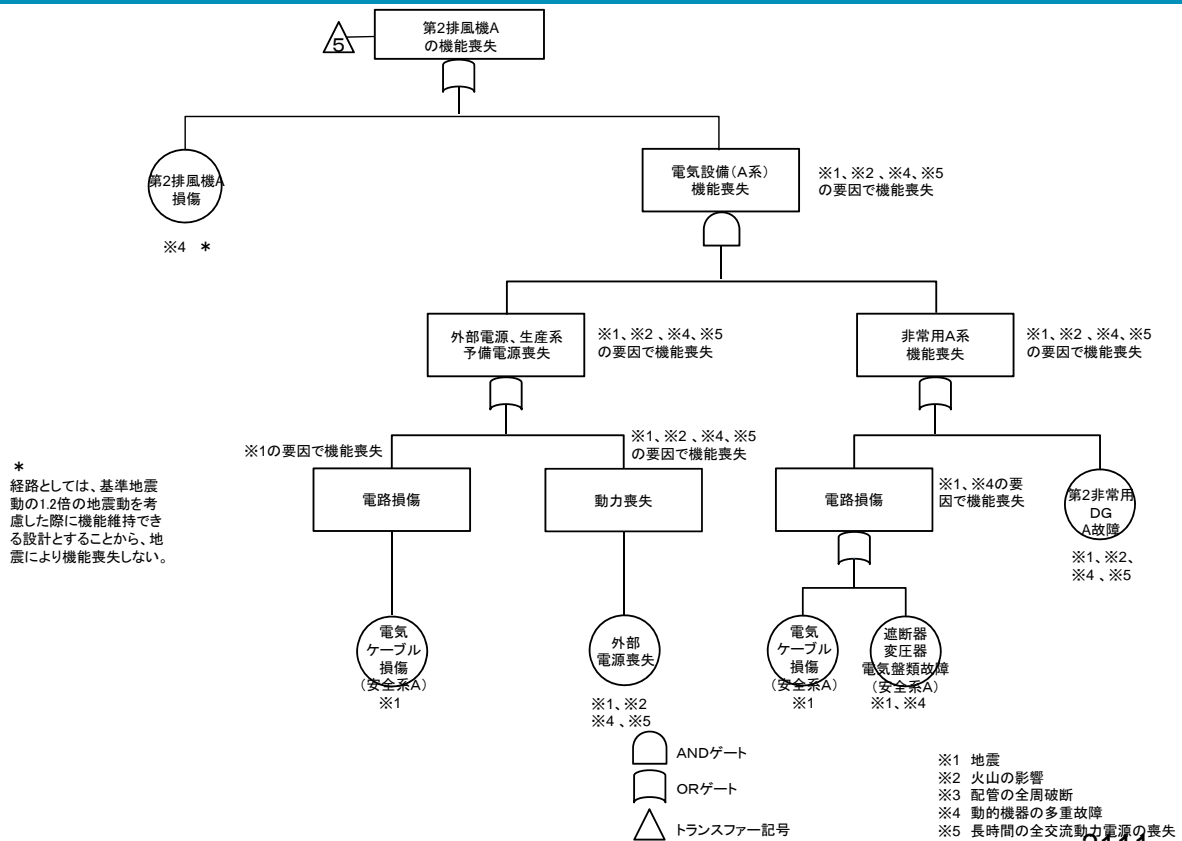 第2排風機A
の機能喪失
5
第2排風機A
損傷
※4 *
電気設備(A系)
機能喪失
※1、※2 、※4、※5
の要因で機能喪失
外部電源、生産系
予備電源喪失
※1、※2 、※4、※5
の要因で機能喪失
非常用A系
機能喪失
※1、※2 、※4、※5
の要因で機能喪失
※1の要因で機能喪失
電路損傷
※1、※2 、※4、※5
の要因で機能喪失
動力喪失
電路損傷
※1、※4の要
因で機能喪失
第2非常用
DG
A故障
※1、※2、
※4 、※5
*
経路としては、基準地震
動の1.2倍の地震動を考
慮した際に機能維持でき
る設計とすることから、地
震により機能喪失しない。
電気
ケーブル
損傷
(安全系A)
※1
外部
電源喪失
※1、※2
※4 、※5
電気
ケーブル
損傷
(安全系A)
※1
遮断器
変圧器
電気盤類故障
(安全系A)
※1、※4
ANDゲート
ORゲート
トランスファー記号
※1 地震
※2 火山の影響
※3 配管の全周破断
※4 動的機器の多重故障
※5 長時間の全交流動力電源の喪失